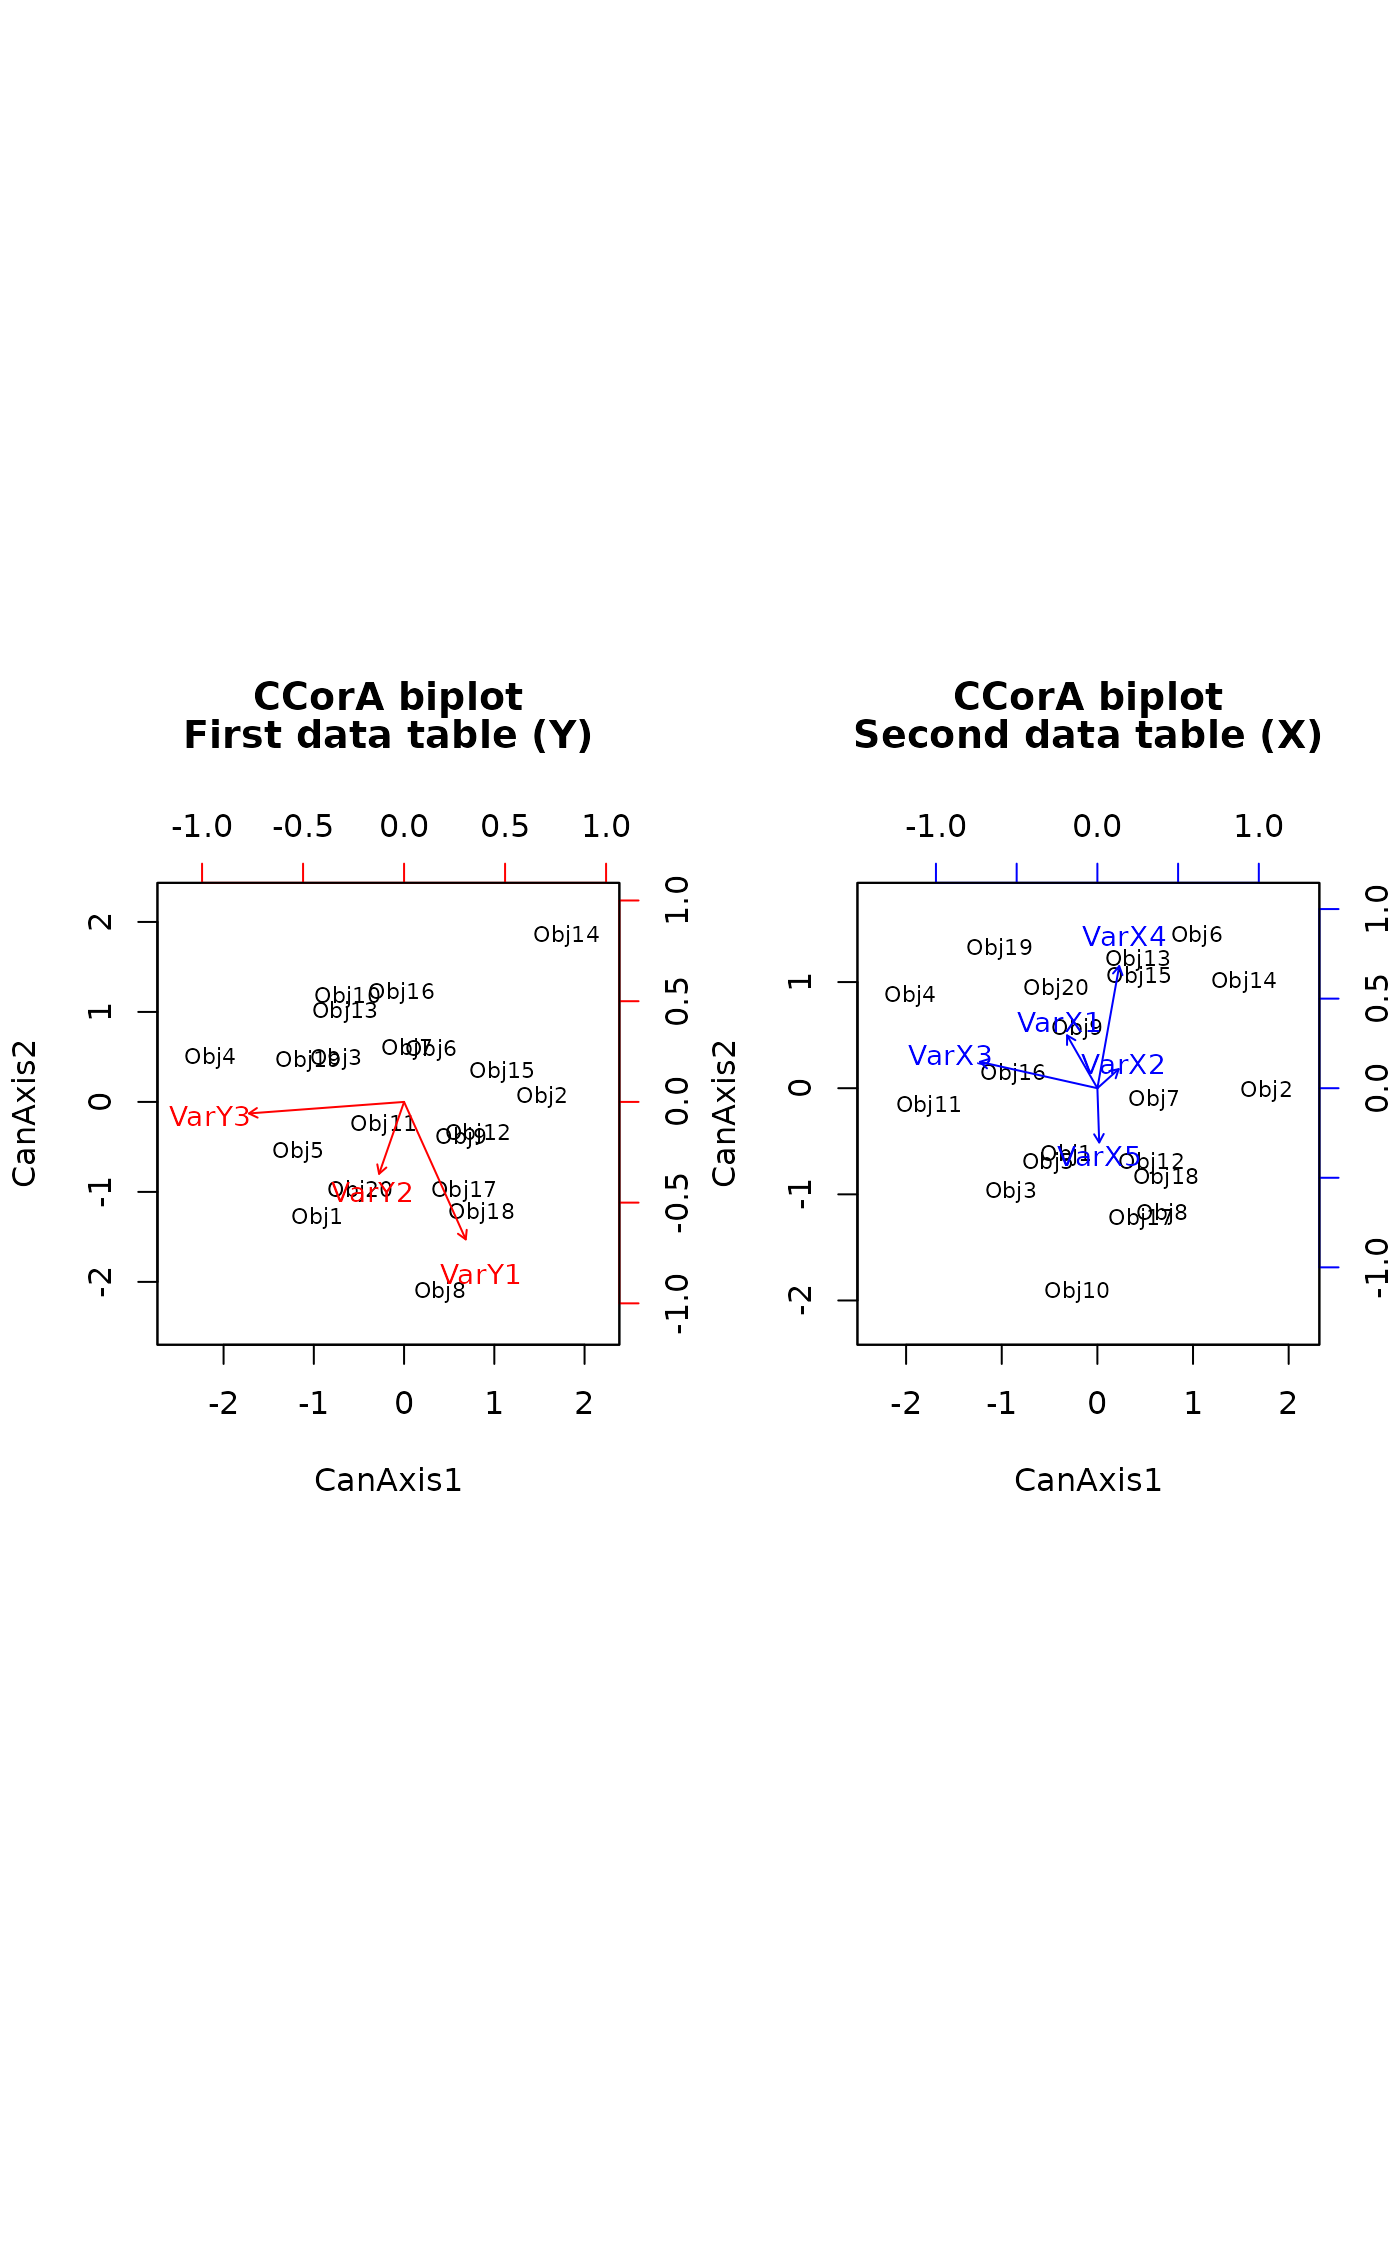 CCorA biplot
First data table (Y)
-1.0 -0.5 0.0 0.5 1.0
Obj14
Obj10 Obj16
Obj13
Obj7 Obj6
Obj4 Obj19 Obj3
Obj15
Obj2
VarY3
Obj11
Obj12
Obj9
Obj5
Obj20 Obj17
VarY2
Obj1 Obj18
VarY1
Obj8
2 1 0 -1 -2
1.0 0.5 0.0 -0.5 -1.0
CanAxis2
-2 -1 0 1 2
CanAxis1
CCorA biplot
Second data table (X)
-1.0 0.0 1.0
VarX4 Obj6
Obj19
Obj13
Obj15
Obj14
Obj20
Obj4
VarX1
Obj9
VarX3
VarX2
Obj16
Obj2
Obj7
Obj11
Obj1
VarX5
Obj5 Obj12
Obj18
Obj3
Obj8
Obj17
Obj10
1 0 -1 -2
1.0 0.5 0.0 -1.0
CanAxis2
-2 -1 0 1 2
CanAxis1